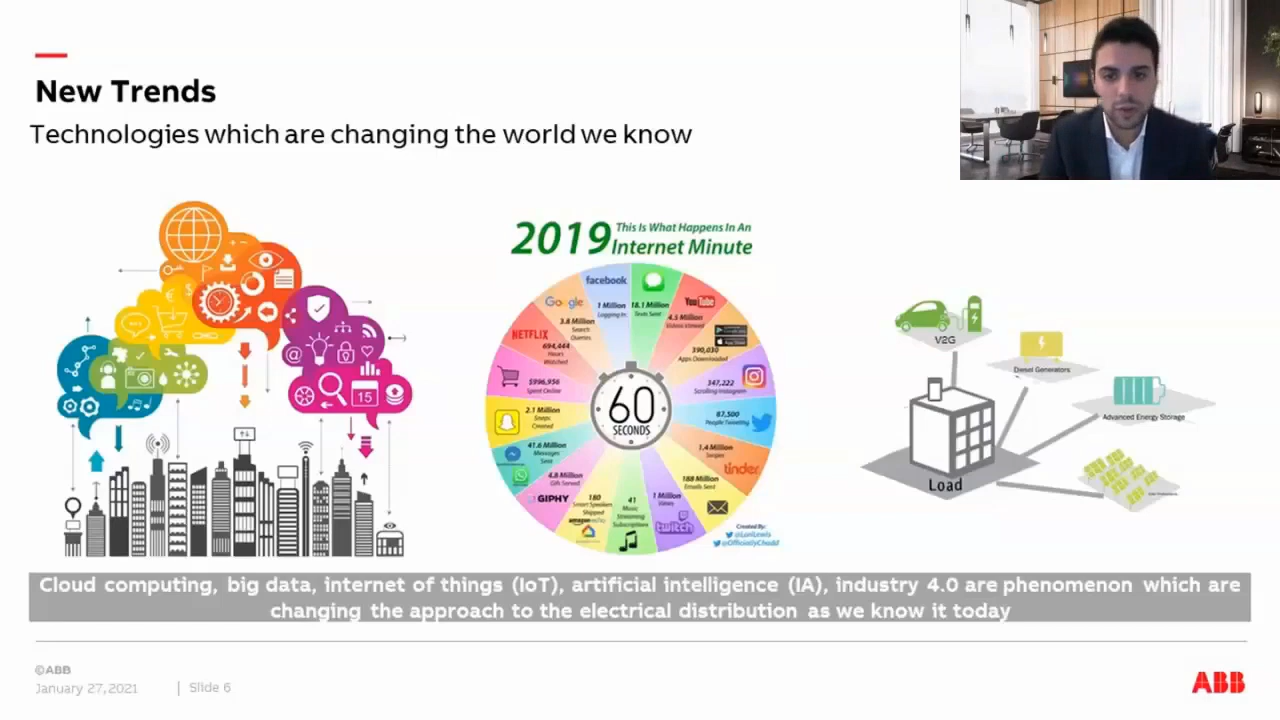 New Trends
Technologies which are changing the world we know
15
2019
This Is What Happens In An
Internet Minute
facebook
1 Million
Logging In
18.1 Million
Texts Sent
YouTube
4.5 Million
Videos Viewed
390,030
Apps Downloaded
347,222
Scrolling Instagram
87,500
People Tweeting
1.4 Million
Swipes
tinder
188 Million
Emails Sent
1 Million
Views
twitch
41
Music
Streaming
Subscriptions
180
Smart Speakers
Shipped
amazon echo
4.8 Million
Gifs Served
GIPHY
41.6 Million
Messages
Sent
2.1 Million
Snaps
Created
$996,956
Spent Online
694,444
Hours
Watched
NETFLIX
3.8 Million
Search
Queries
Google
60
SECONDS
Created By:
@LoriLewis
@OfficiallyChadd
V2G
Diesel Generators
Advanced Energy Storage
Load
Cloud computing, big data, internet of things (IoT), artificial intelligence (IA), industry 4.0 are phenomenon which are
changing the approach to the electrical distribution as we know it today
©ABB
January 27, 2021 | Slide 6
ABB